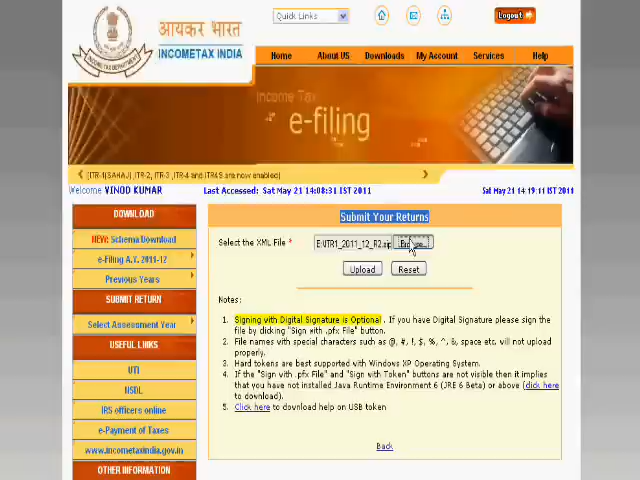 Quick Links
Logout
आयकर भारत
INCOMETAX INDIA
INCOME TAX DEPARTMENT
Home About US Downloads My Account Services Help
Income Tax
e-filing
[ITR-1(SAHAJ) ,ITR-2, ITR-3 ,ITR-4 and ITR4S are now enabled]
Welcome VINOD KUMAR Last Accessed: Sat May 21 14:08:31 IST 2011 Sat May 21 14:19:11 IST 2011
DOWNLOAD
NEW: Schema Download
e-Filing A.Y. 2011-12
Previous Years
SUBMIT RETURN
Select Assessment Year
USEFUL LINKS
UTI
NSDL
IRS officers online
e-Payment of Taxes
www.incometaxindia.gov.in
OTHER INFORMATION
Submit Your Returns
Select the XML File * E:\ITR1_2011_12_R2.zip Browse...
Upload Reset
Notes:
1. Signing with Digital Signature is Optional . If you have Digital Signature please sign the
file by clicking "Sign with .pfx File" button.
2. File names with special characters such as @, #, !, $, %, ^, &, space etc. will not upload
properly.
3. Hard tokens are best supported with Windows XP Operating System.
4. If the "Sign with .pfx File" and "Sign with Token" buttons are not visible then it implies
that you have not installed Java Runtime Environment 6 (JRE 6 Beta) or above (click here
to download).
5. Click here to download help on USB token
Back